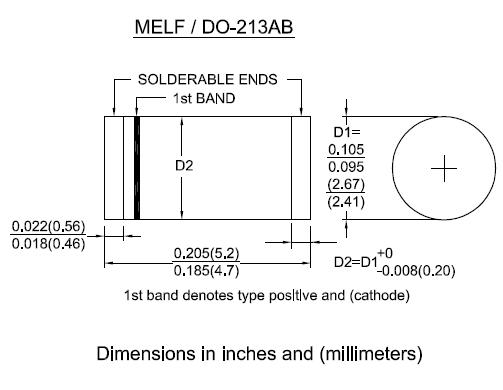 MELF / DO-213AB
SOLDERABLE ENDS
1st BAND
D1=
0.105
0.095
(2.67)
(2.41)
D2
0.022(0.56)
0.018(0.46)
0.205(5.2)
0.185(4.7)
D2=D1+0
-0.008(0.20)
1st band denotes type positive and (cathode)
Dimensions in inches and (millimeters)